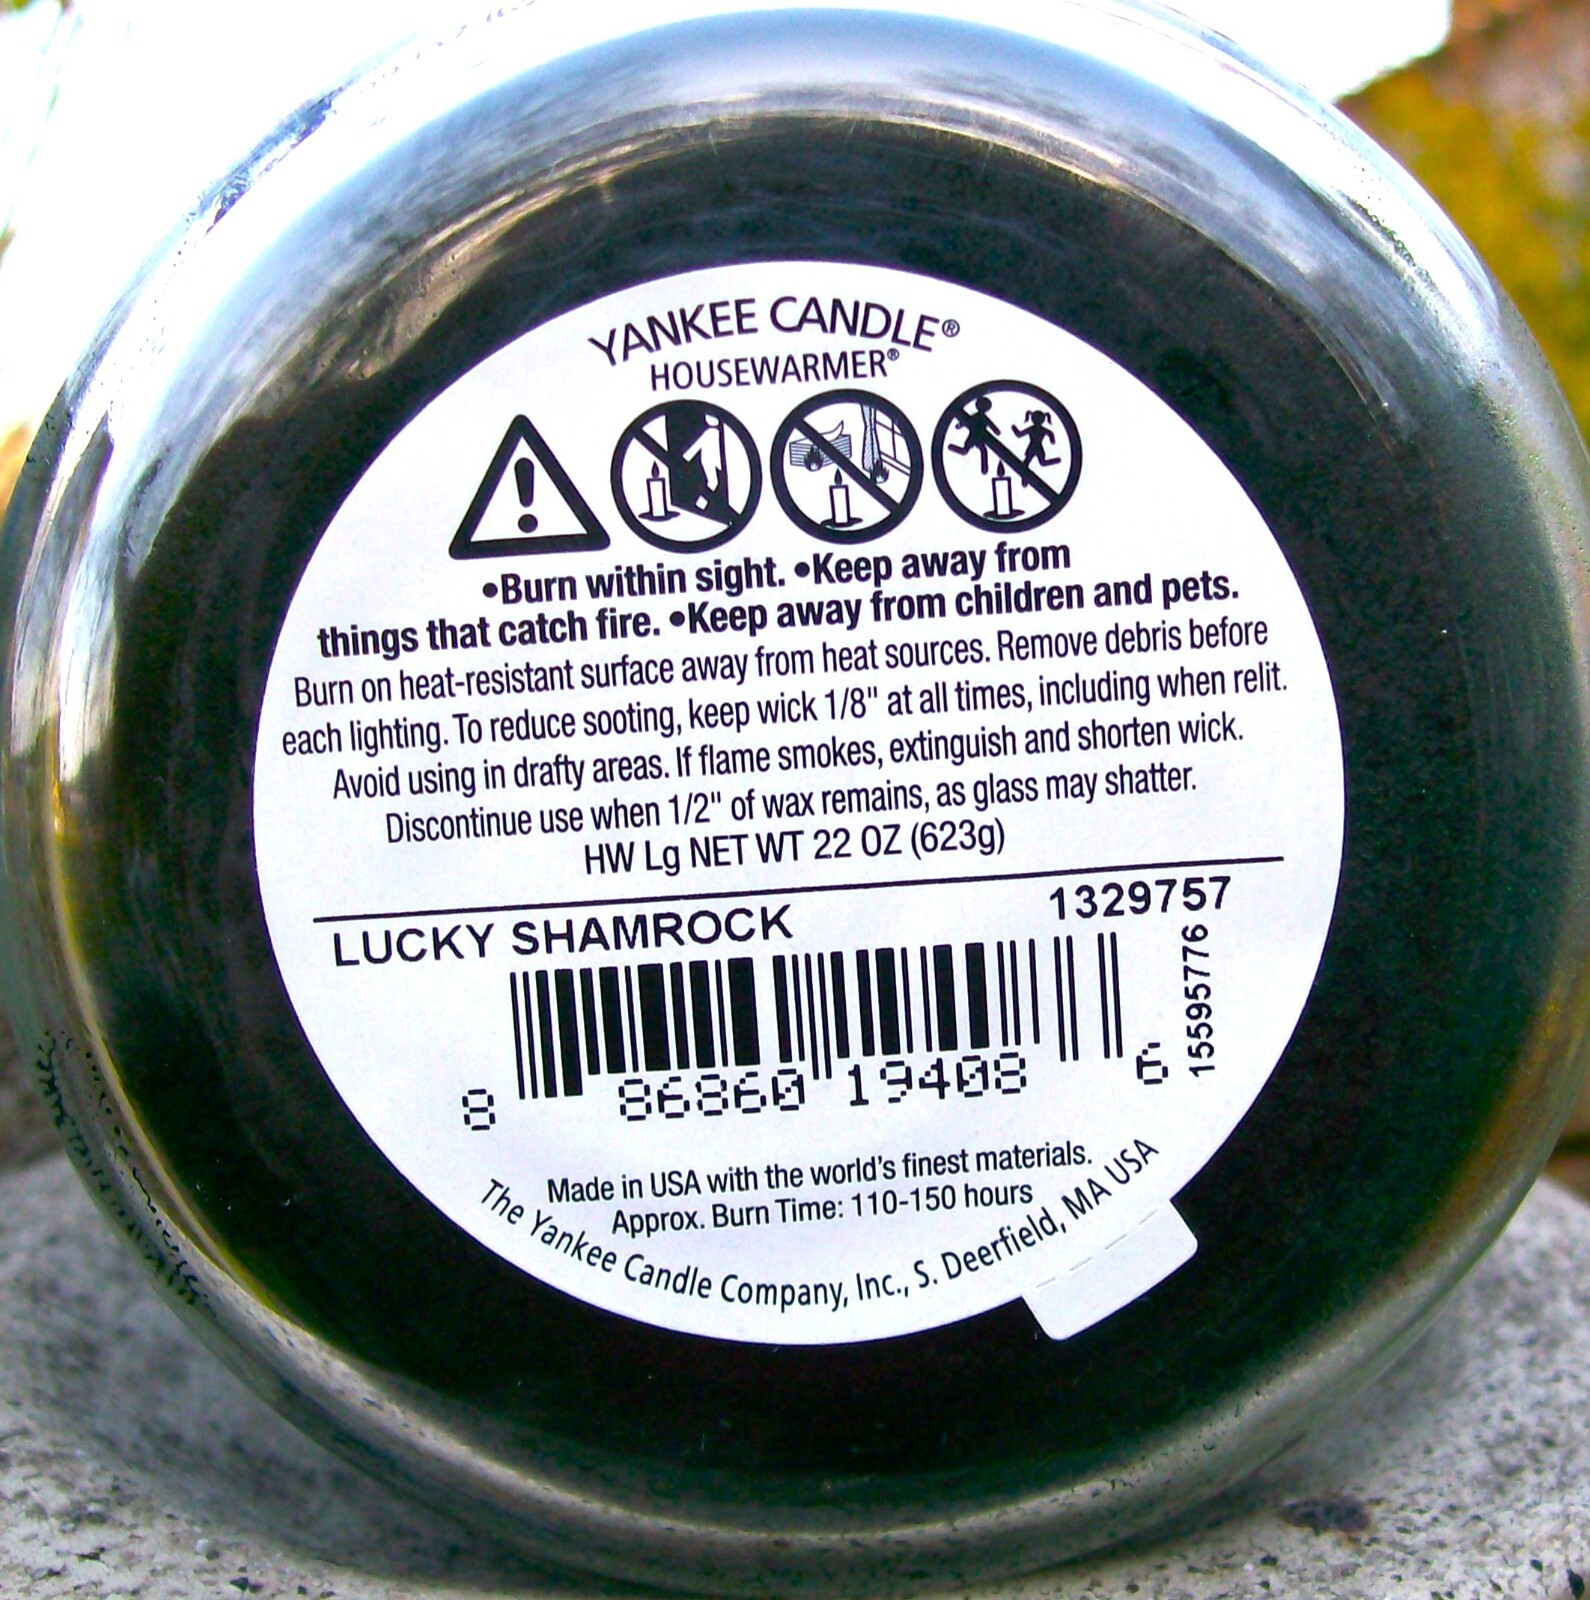 YANKEE CANDLE®
HOUSEWARMER®
•Burn within sight. •Keep away from
things that catch fire. •Keep away from children and pets.
Burn on heat-resistant surface away from heat sources. Remove debris before
each lighting. To reduce sooting, keep wick 1/8" at all times, including when relit.
Avoid using in drafty areas. If flame smokes, extinguish and shorten wick.
Discontinue use when 1/2" of wax remains, as glass may shatter.
HW Lg NET WT 22 OZ (623g)
LUCKY SHAMROCK 1329757
8 86860 19408 6
15595776
Made in USA with the world's finest materials.
Approx. Burn Time: 110-150 hours
The Yankee Candle Company, Inc., S. Deerfield, MA USA